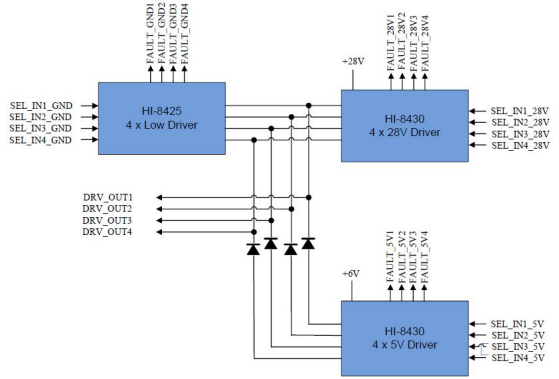 FAULT_GND1
FAULT_GND2
FAULT_GND3
FAULT_GND4
FAULT_28V1
FAULT_28V2
FAULT_28V3
FAULT_28V4
+28V
SEL_IN1_GND
SEL_IN2_GND
SEL_IN3_GND
SEL_IN4_GND
HI-8425
4 x Low Driver
HI-8430
4 x 28V Driver
SEL_IN1_28V
SEL_IN2_28V
SEL_IN3_28V
SEL_IN4_28V
DRV_OUT1
DRV_OUT2
DRV_OUT3
DRV_OUT4
FAULT_5V1
FAULT_5V2
FAULT_5V3
FAULT_5V4
+6V
HI-8430
4 x 5V Driver
SEL_IN1_5V
SEL_IN2_5V
SEL_IN3_5V
SEL_IN4_5V